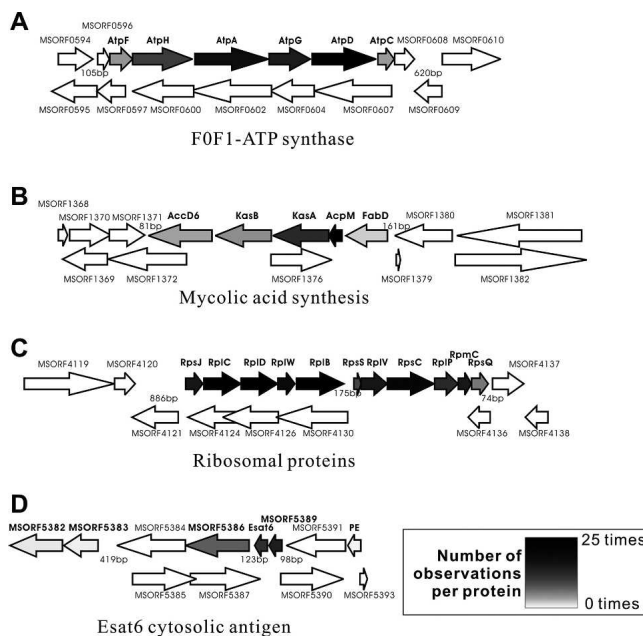 A
MSORF0596
MSORF0594 AtpF AtpH AtpA AtpG AtpD AtpC MSORF0608 MSORF0610
105bp 620bp
MSORF0595 MSORF0597 MSORF0600 MSORF0602 MSORF0604 MSORF0607 MSORF0609
F0F1-ATP synthase
B
MSORF1368
MSORF1370 MSORF1371 AccD6 KasB KasA AcpM FabD MSORF1380 MSORF1381
81bp 161bp
MSORF1369 MSORF1372 MSORF1376 MSORF1379 MSORF1382
Mycolic acid synthesis
C
RpmC
MSORF4119 MSORF4120 RpsJ RplC RplD RplW RplB RpsS RplV RpsC RplP RpsQ MSORF4137
886bp 175bp 74bp
MSORF4121 MSORF4124 MSORF4126 MSORF4130 MSORF4136 MSORF4138
Ribosomal proteins
D
MSORF5389
MSORF5382 MSORF5383 MSORF5384 MSORF5386 Esat6 MSORF5391 PE
419bp 123bp 98bp
MSORF5385 MSORF5387 MSORF5390 MSORF5393
Esat6 cytosolic antigen
Number of
observations
per protein
25 times
0 times